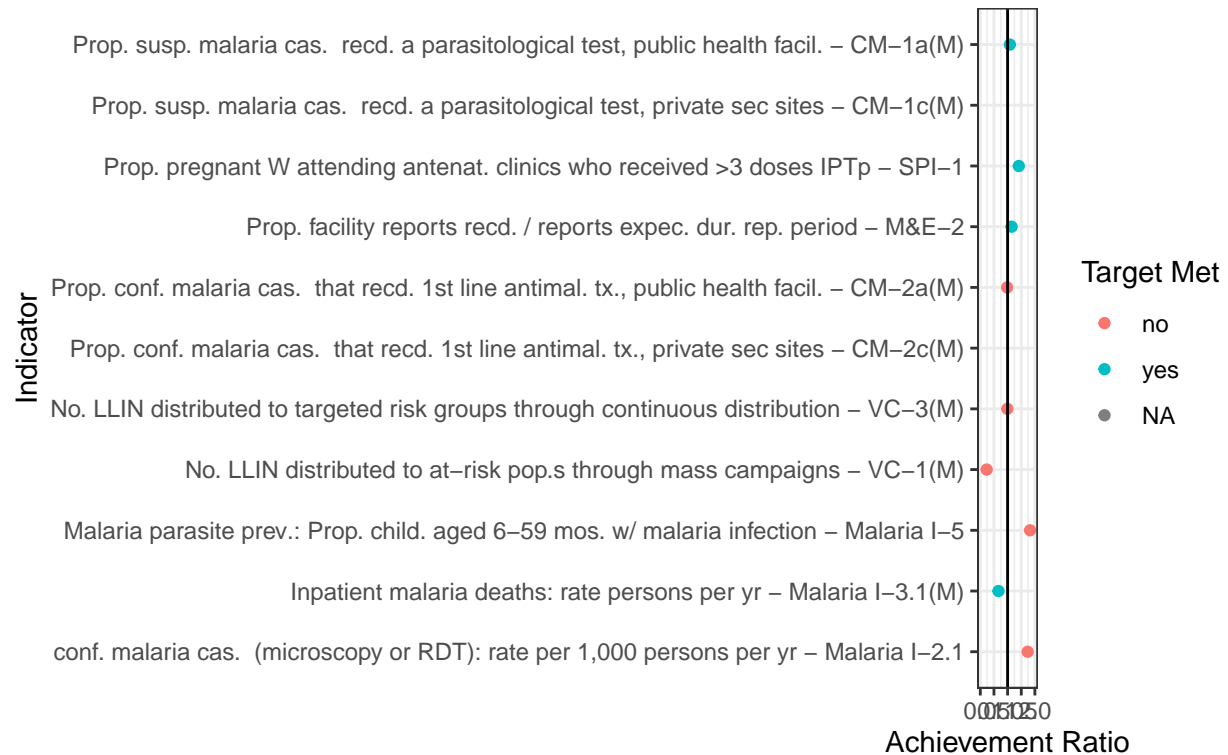 Prop. susp. malaria cas.  recd. a parasitological test, public health facil. − CM−1a(M)
Prop. susp. malaria cas.  recd. a parasitological test, private sec sites − CM−1c(M)
Prop. pregnant W attending antenat. clinics who received >3 doses IPTp − SPI−1
Prop. facility reports recd. / reports expec. dur. rep. period − M&E−2
Prop. conf. malaria cas.  that recd. 1st line antimal. tx., public health facil. − CM−2a(M)
Prop. conf. malaria cas.  that recd. 1st line antimal. tx., private sec sites − CM−2c(M)
No. LLIN distributed to targeted risk groups through continuous distribution − VC−3(M)
No. LLIN distributed to at−risk pop.s through mass campaigns − VC−1(M)
Malaria parasite prev.: Prop. child. aged 6−59 mos. w/ malaria infection − Malaria I−5
Inpatient malaria deaths: rate persons per yr − Malaria I−3.1(M)
conf. malaria cas.  (microscopy or RDT): rate per 1,000 persons per yr − Malaria I−2.1
Indicator
Achievement Ratio
Target Met
no
yes
NA